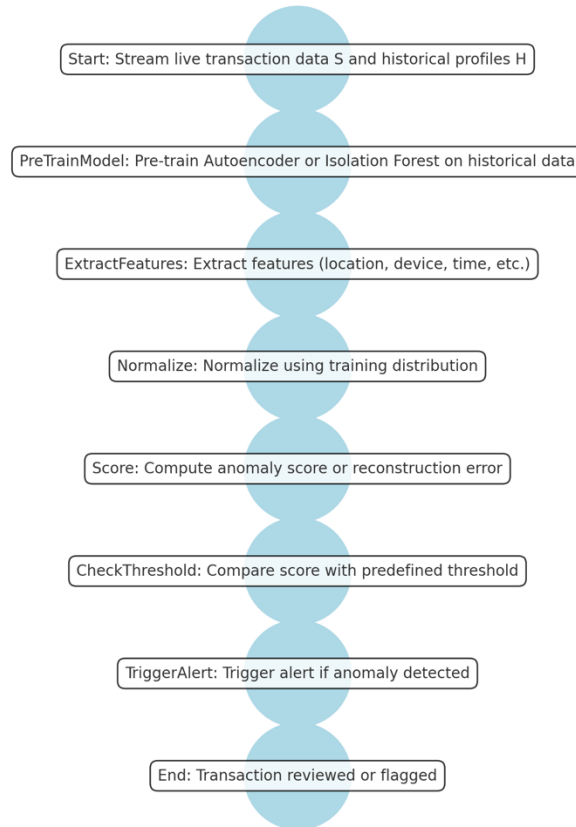 Start: Stream live transaction data S and historical profiles H
PreTrainModel: Pre-train Autoencoder or Isolation Forest on historical data
ExtractFeatures: Extract features (location, device, time, etc.)
Normalize: Normalize using training distribution
Score: Compute anomaly score or reconstruction error
CheckThreshold: Compare score with predefined threshold
TriggerAlert: Trigger alert if anomaly detected
End: Transaction reviewed or flagged